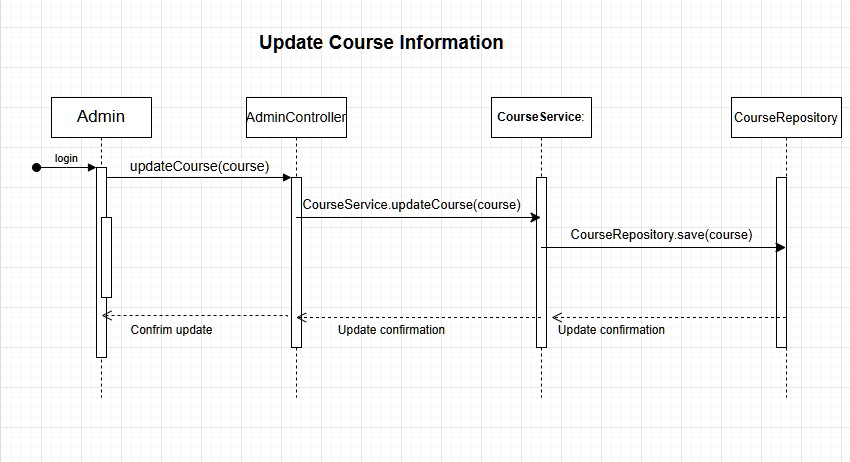 Update Course Information
Admin
AdminController
CourseService:
CourseRepository
login
updateCourse(course)
CourseService.updateCourse(course)
CourseRepository.save(course)
Confrim update
Update confirmation
Update confirmation